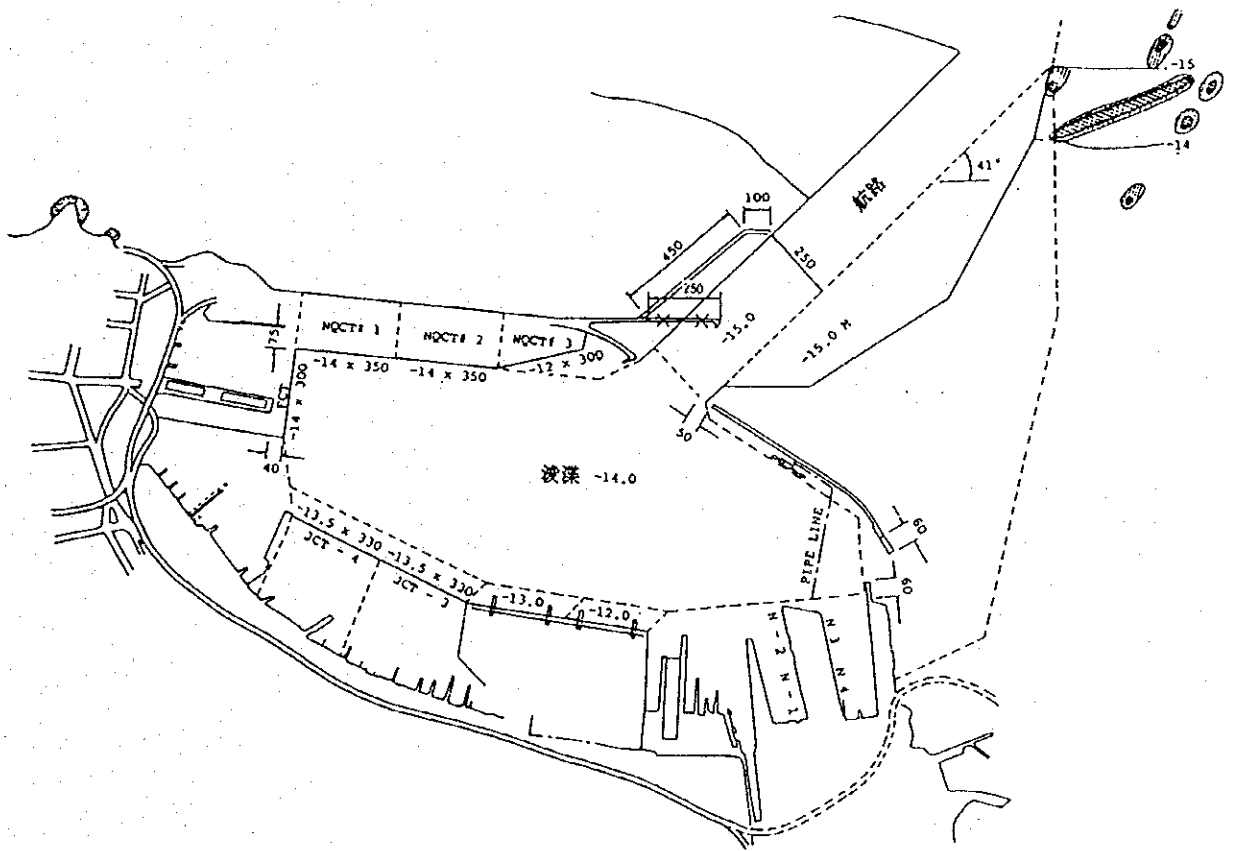 -15
-14
41°
航路
100
450
250
250
-15.0
-15.0 M
75
NQCT# 1
NQCT# 2
NQCT# 3
-14 x 350
-14 x 350
-12 x 300
-14 x 300
40
50
浚渫 -14.0
60
60
PIPE LINE
-13.5 x 330
-13.5 x 330
JCT - 4
JCT - 3
-13.0
-12.0
N - 2
N - 1
N 3
N 4